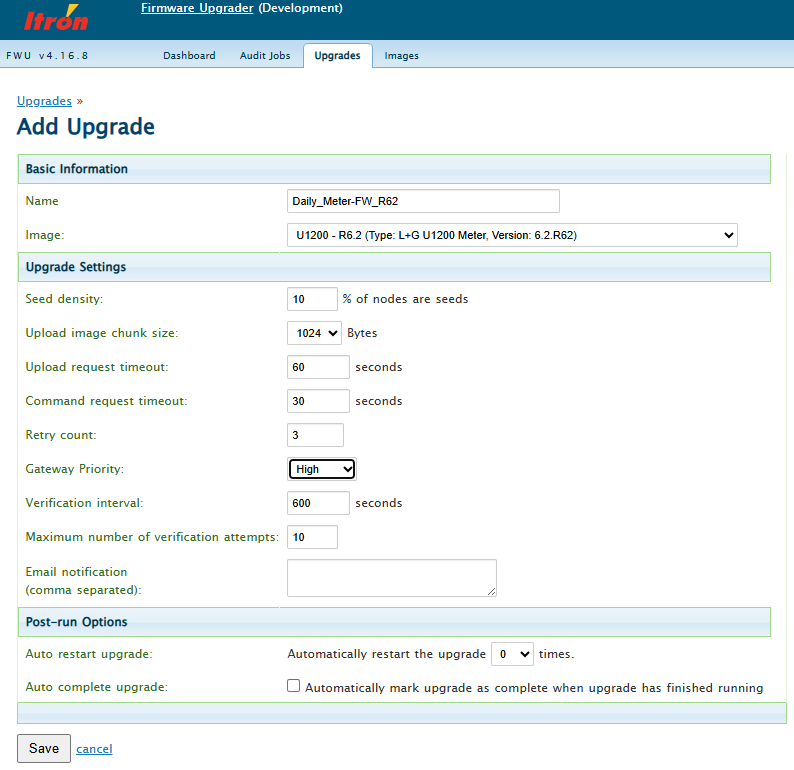 Itron
Firmware Upgrader (Development)
FWU v4.16.8
Dashboard Audit Jobs Upgrades Images
Upgrades »
Add Upgrade
Basic Information
Name Daily_Meter-FW_R62
Image: U1200 - R6.2 (Type: L+G U1200 Meter, Version: 6.2.R62)
Upgrade Settings
Seed density: 10 % of nodes are seeds
Upload image chunk size: 1024 Bytes
Upload request timeout: 60 seconds
Command request timeout: 30 seconds
Retry count: 3
Gateway Priority: High
Verification interval: 600 seconds
Maximum number of verification attempts: 10
Email notification
(comma separated):
Post-run Options
Auto restart upgrade: Automatically restart the upgrade 0 times.
Auto complete upgrade: Automatically mark upgrade as complete when upgrade has finished running
Save cancel